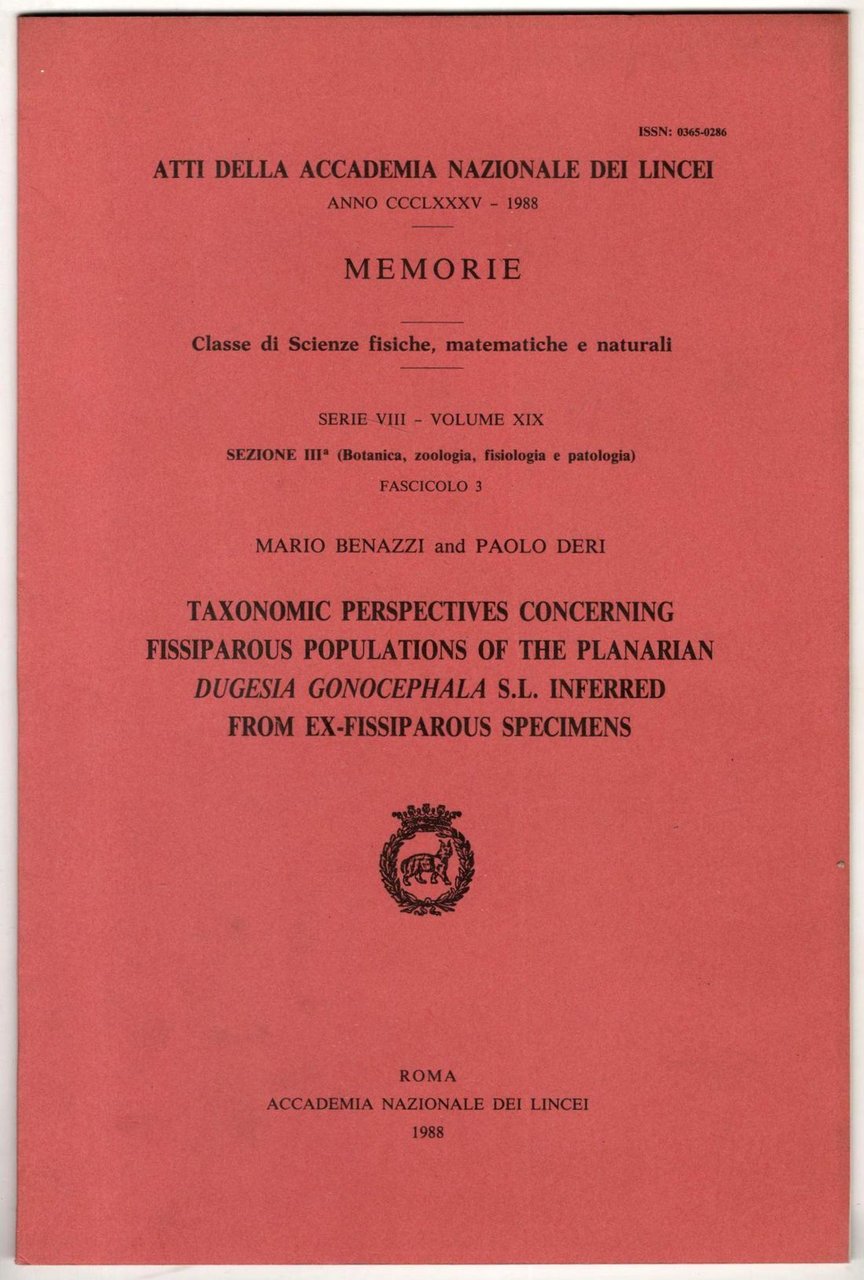 ISSN: 0365-0286
ATTI DELLA ACCADEMIA NAZIONALE DEI LINCEI
ANNO CCCLXXXV – 1988
MEMORIE
Classe di Scienze fisiche, matematiche e naturali
SERIE VIII – VOLUME XIX
SEZIONE IIIª (Botanica, zoologia, fisiologia e patologia)
FASCICOLO 3
MARIO BENAZZI and PAOLO DERI
TAXONOMIC PERSPECTIVES CONCERNING
FISSIPAROUS POPULATIONS OF THE PLANARIAN
DUGESIA GONOCEPHALA S.L. INFERRED
FROM EX-FISSIPAROUS SPECIMENS
ROMA
ACCADEMIA NAZIONALE DEI LINCEI
1988